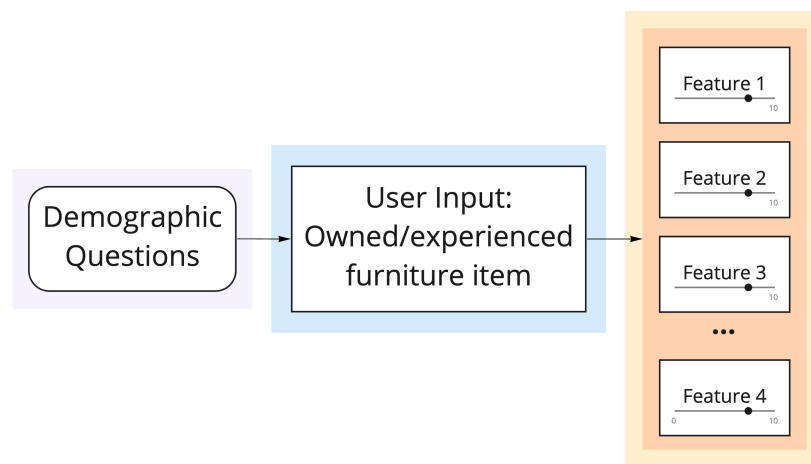 Demographic
Questions
User Input:
Owned/experienced
furniture item
Feature 1
10
Feature 2
10
Feature 3
10
•••
Feature 4
0 10